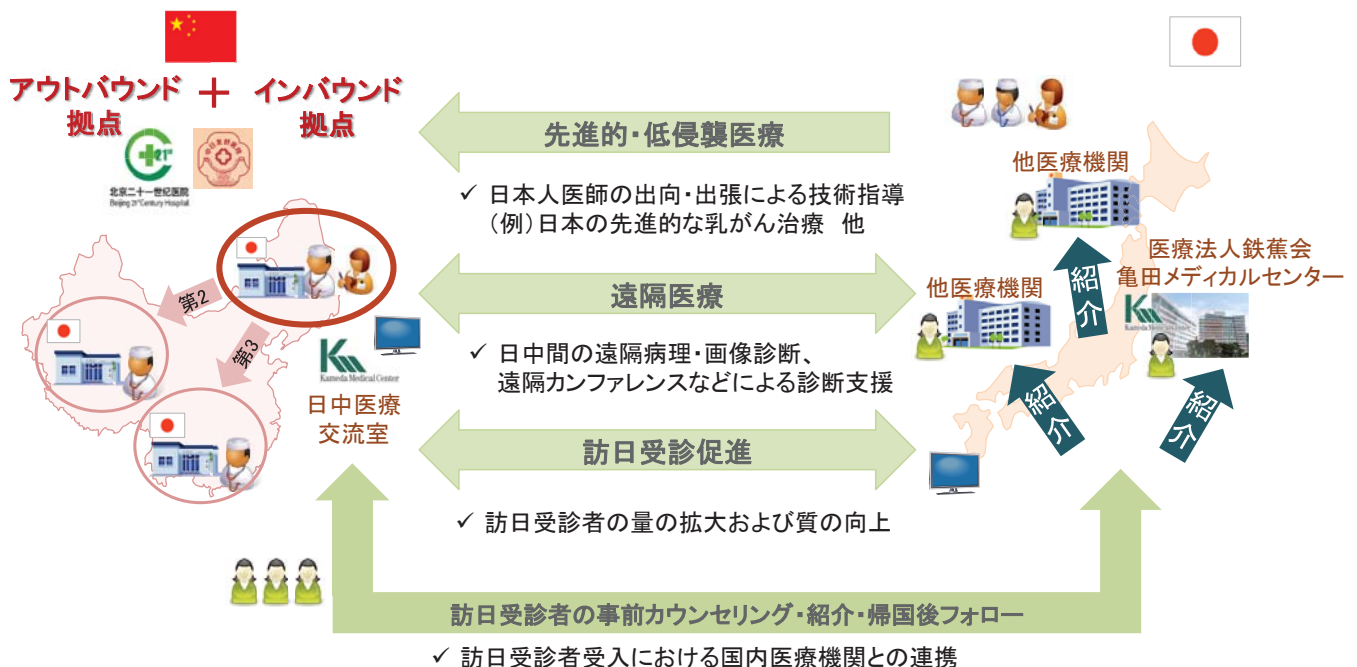 アウトバウンド
拠点
＋
インバウンド
拠点
北京二十一世纪医院
Beijing 21st Century Hospital
先進的・低侵襲医療
✓ 日本人医師の出向・出張による技術指導
（例）日本の先進的な乳がん治療 他
他医療機関
医療法人鉄蕉会
亀田メディカルセンター
Kameda Medical Center
紹介
第2
第3
遠隔医療
他医療機関
✓ 日中間の遠隔病理・画像診断、
遠隔カンファレンスなどによる診断支援
Kameda Medical Center
日中医療
交流室
紹介
紹介
訪日受診促進
✓ 訪日受診者の量の拡大および質の向上
訪日受診者の事前カウンセリング・紹介・帰国後フォロー
✓ 訪日受診者受入における国内医療機関との連携